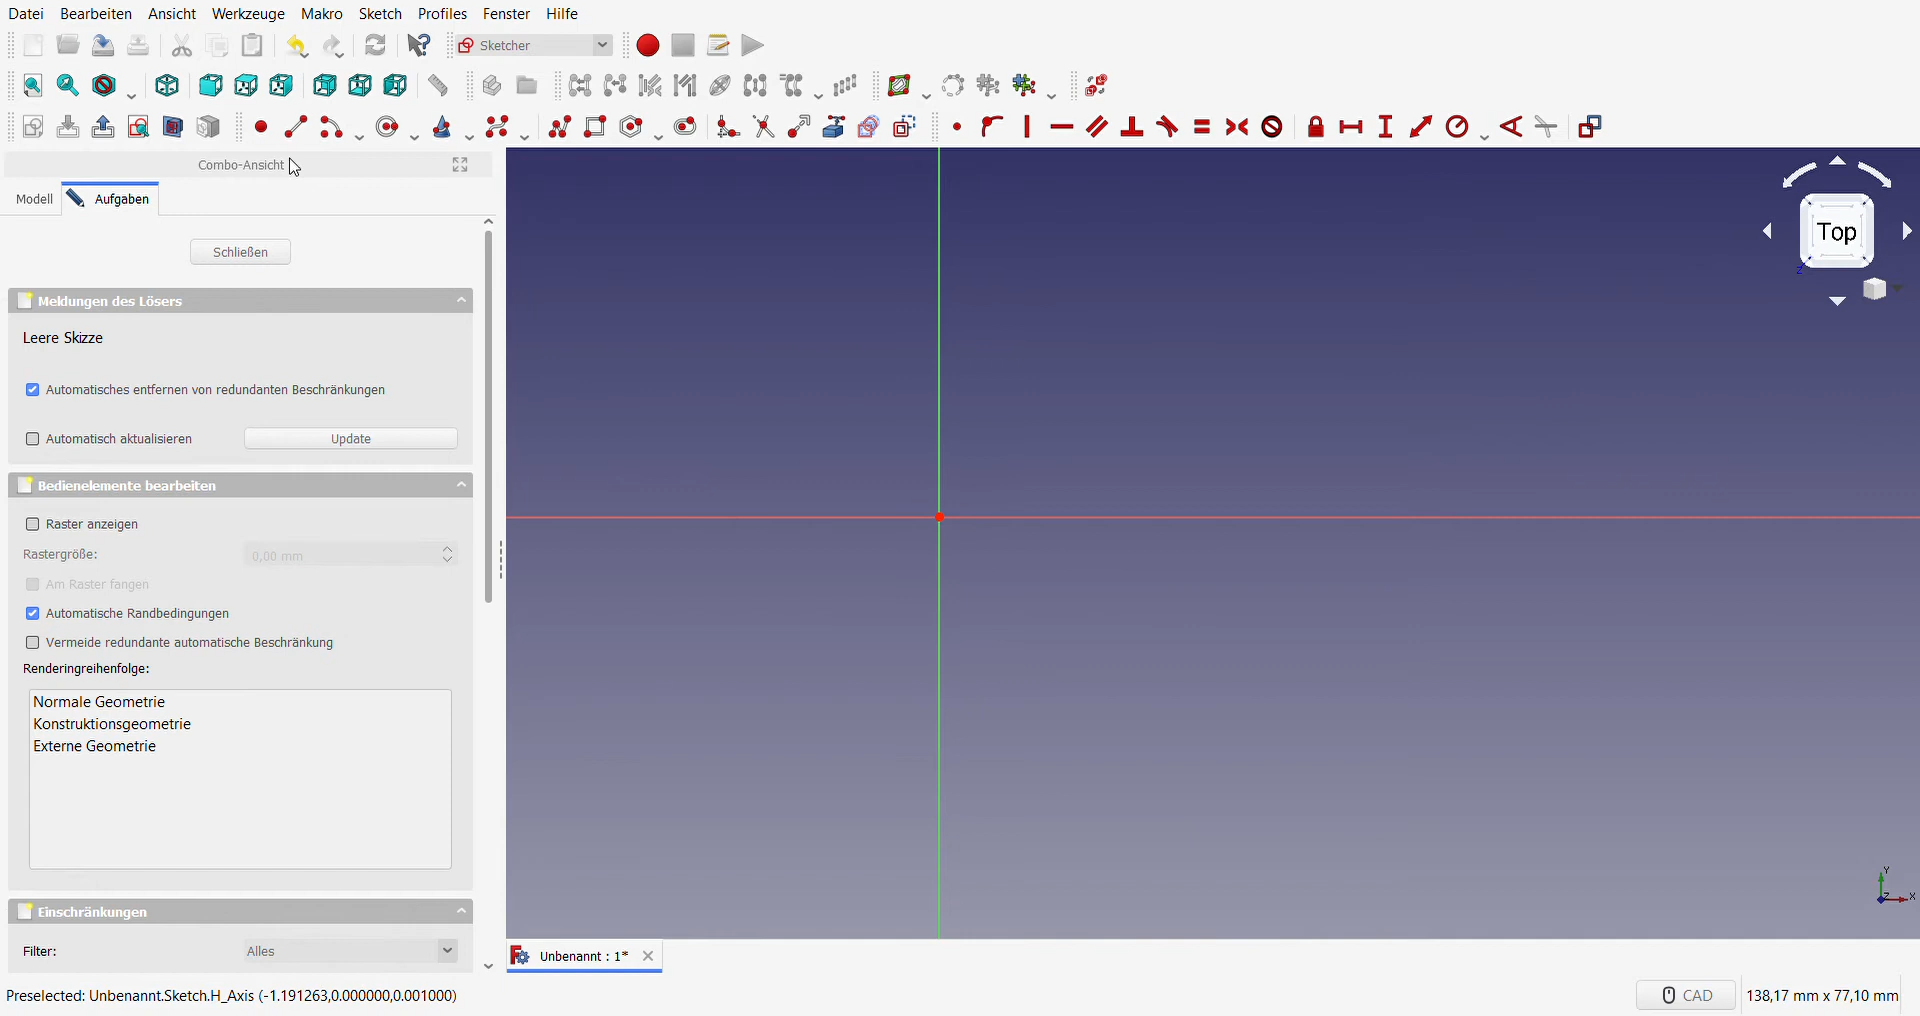 Datei Bearbeiten Ansicht Werkzeuge Makro Sketch Profiles Fenster Hilfe
Sketcher
Combo-Ansicht
Modell Aufgaben
Schließen
Meldungen des Lösers
Leere Skizze
Automatisches entfernen von redundanten Beschränkungen
Automatisch aktualisieren Update
Bedienelemente bearbeiten
Raster anzeigen
Rastergröße: 0,00 mm
Am Raster fangen
Automatische Randbedingungen
Vermeide redundante automatische Beschränkung
Renderingreihenfolge:
Normale Geometrie
Konstruktionsgeometrie
Externe Geometrie
Einschränkungen
Filter: Alles
Top
Z
Y
Z X
Unbenannt : 1*
Preselected: Unbenannt.Sketch.H_Axis (-1.191263,0.000000,0.001000)
CAD 138,17 mm x 77,10 mm